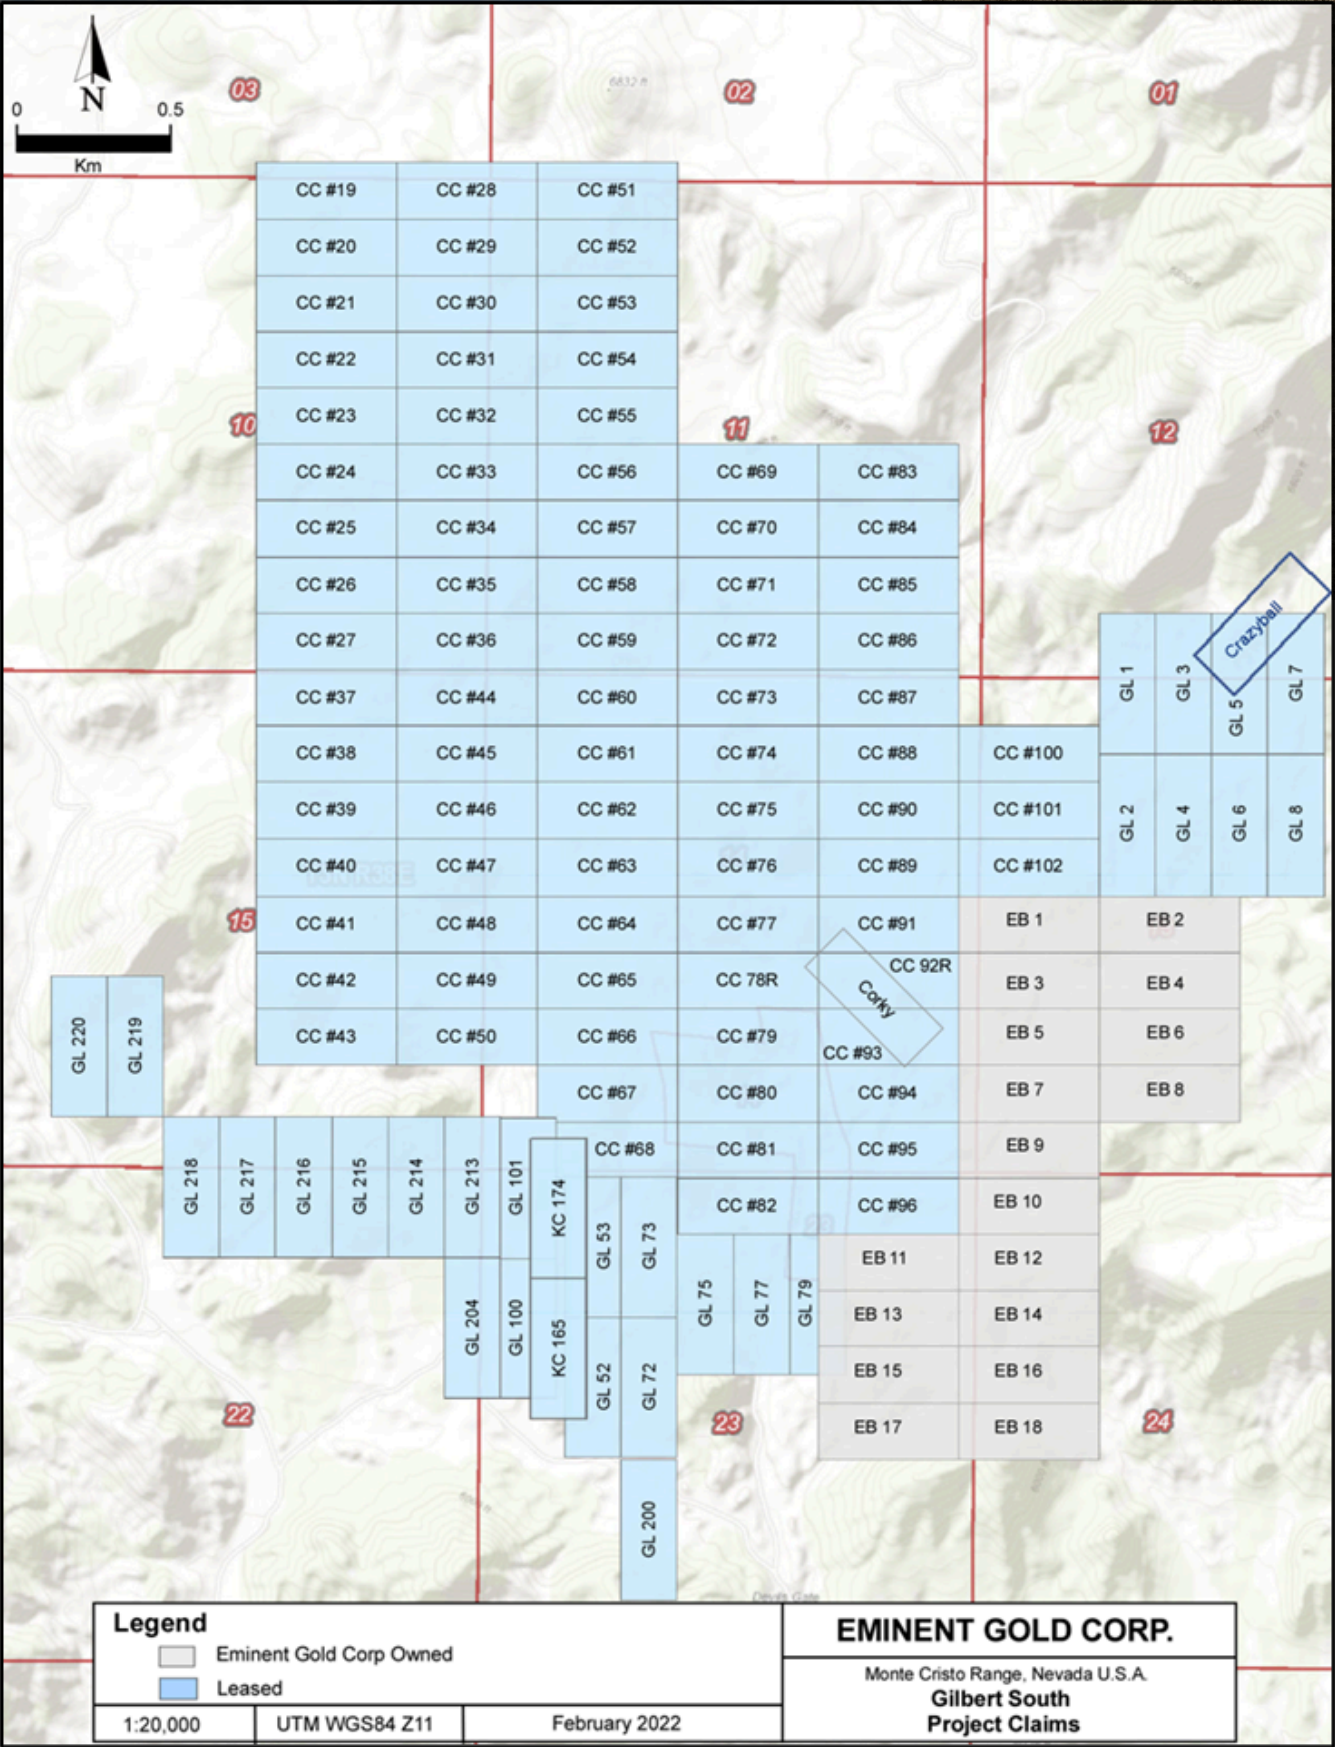 03
02
01
6832 ft
N
0 0.5
Km
CC #19 CC #28 CC #51
CC #20 CC #29 CC #52
CC #21 CC #30 CC #53
CC #22 CC #31 CC #54
CC #23 CC #32 CC #55
10
11
12
CC #24 CC #33 CC #56 CC #69 CC #83
CC #25 CC #34 CC #57 CC #70 CC #84
CC #26 CC #35 CC #58 CC #71 CC #85
CC #27 CC #36 CC #59 CC #72 CC #86
Crazyball
GL 1 GL 3 GL 5 GL 7
CC #37 CC #44 CC #60 CC #73 CC #87
CC #38 CC #45 CC #61 CC #74 CC #88 CC #100
CC #39 CC #46 CC #62 CC #75 CC #90 CC #101
GL 2 GL 4 GL 6 GL 8
CC #40 CC #47 CC #63 CC #76 CC #89 CC #102
15
CC #41 CC #48 CC #64 CC #77 CC #91 EB 1 EB 2
CC #42 CC #49 CC #65 CC 78R CC 92R EB 3 EB 4
Corky
CC #43 CC #50 CC #66 CC #79 CC #93 EB 5 EB 6
GL 220 GL 219
CC #67 CC #80 CC #94 EB 7 EB 8
CC #68 CC #81 CC #95 EB 9
GL 218 GL 217 GL 216 GL 215 GL 214 GL 213 GL 101 KC 174 GL 53 GL 73
CC #82 CC #96 EB 10
EB 11 EB 12
GL 75 GL 77 GL 79
EB 13 EB 14
GL 204 GL 100 KC 165 GL 52 GL 72
EB 15 EB 16
22
23
24
EB 17 EB 18
GL 200
Devils Gate
Legend
Eminent Gold Corp Owned
Leased
1:20,000 UTM WGS84 Z11 February 2022
EMINENT GOLD CORP.
Monte Cristo Range, Nevada U.S.A.
Gilbert South
Project Claims